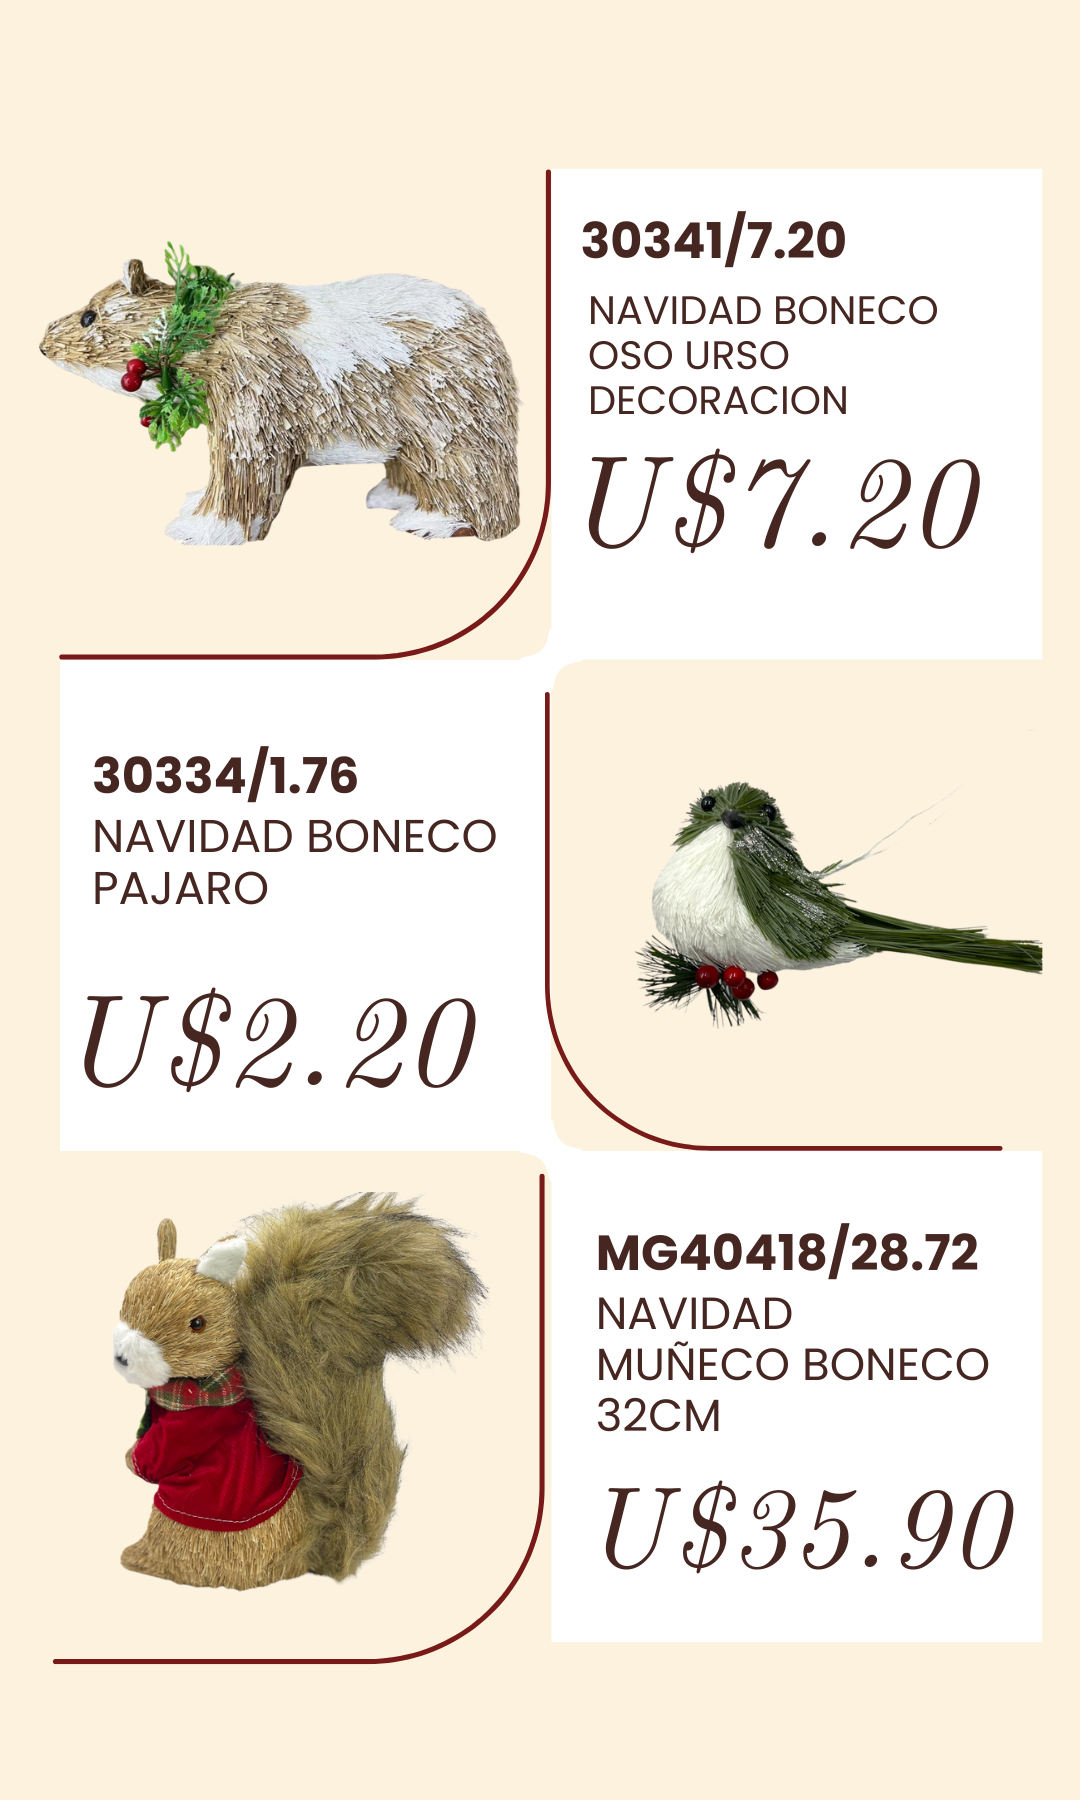 30341/7.20
NAVIDAD BONECO
OSO URSO
DECORACION
U$7.20
30334/1.76
NAVIDAD BONECO
PAJARO
U$2.20
MG40418/28.72
NAVIDAD
MUÑECO BONECO
32CM
U$35.90